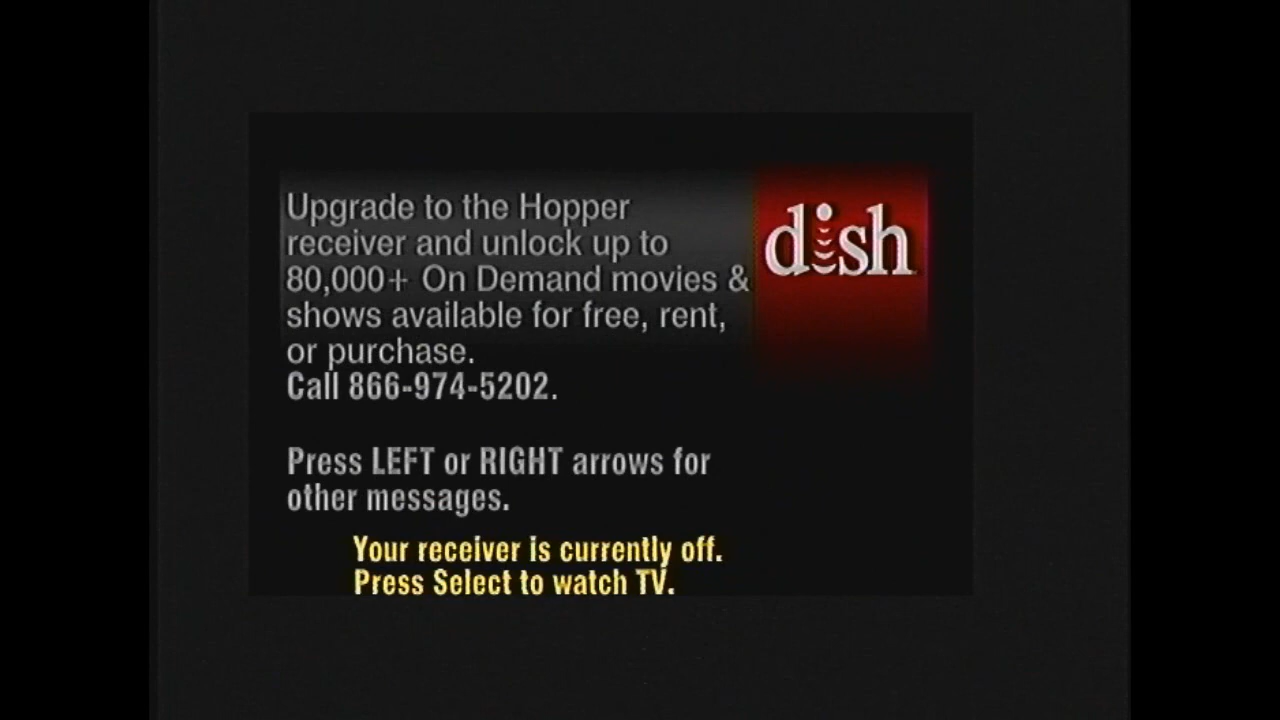 Upgrade to the Hopper
receiver and unlock up to
80,000+ On Demand movies &
shows available for free, rent,
or purchase.
Call 866-974-5202.
dish
Press LEFT or RIGHT arrows for
other messages.
Your receiver is currently off.
Press Select to watch TV.